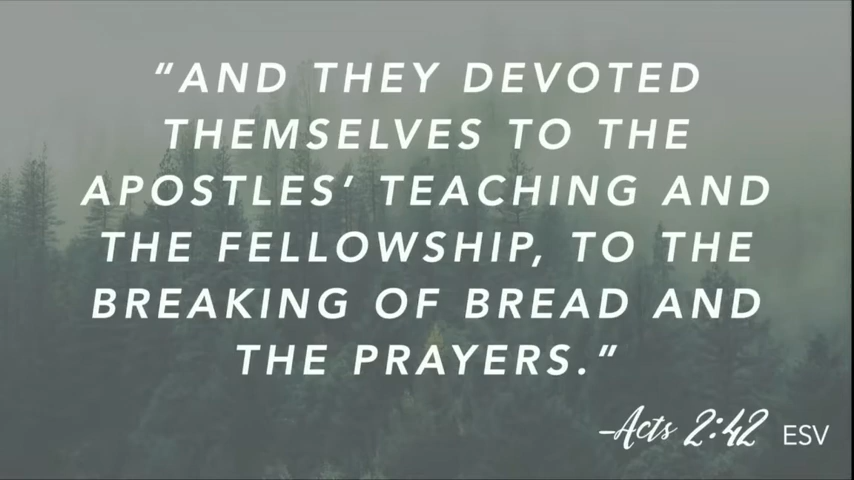 “AND THEY DEVOTED
THEMSELVES TO THE
APOSTLES’ TEACHING AND
THE FELLOWSHIP, TO THE
BREAKING OF BREAD AND
THE PRAYERS.”
–Acts 2:42 ESV